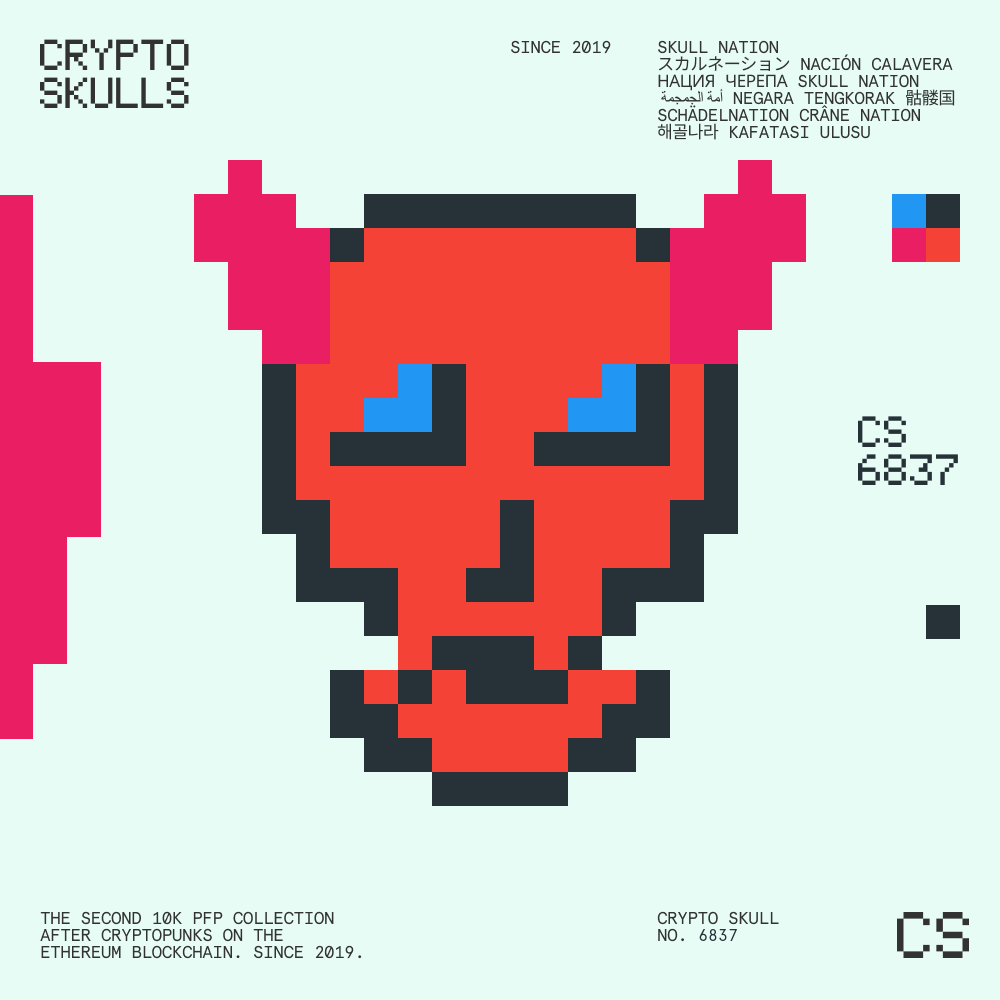 CRYPTO
SKULLS
SINCE 2019
SKULL NATION
スカルネーション NACIÓN CALAVERA
НАЦИЯ ЧЕРЕПА SKULL NATION
أمة الجمجمة NEGARA TENGKORAK 骷髅国
SCHÄDELNATION CRÂNE NATION
해골나라 KAFATASI ULUSU
CS
6837
THE SECOND 10K PFP COLLECTION
AFTER CRYPTOPUNKS ON THE
ETHEREUM BLOCKCHAIN. SINCE 2019.
CRYPTO SKULL
NO. 6837
CS